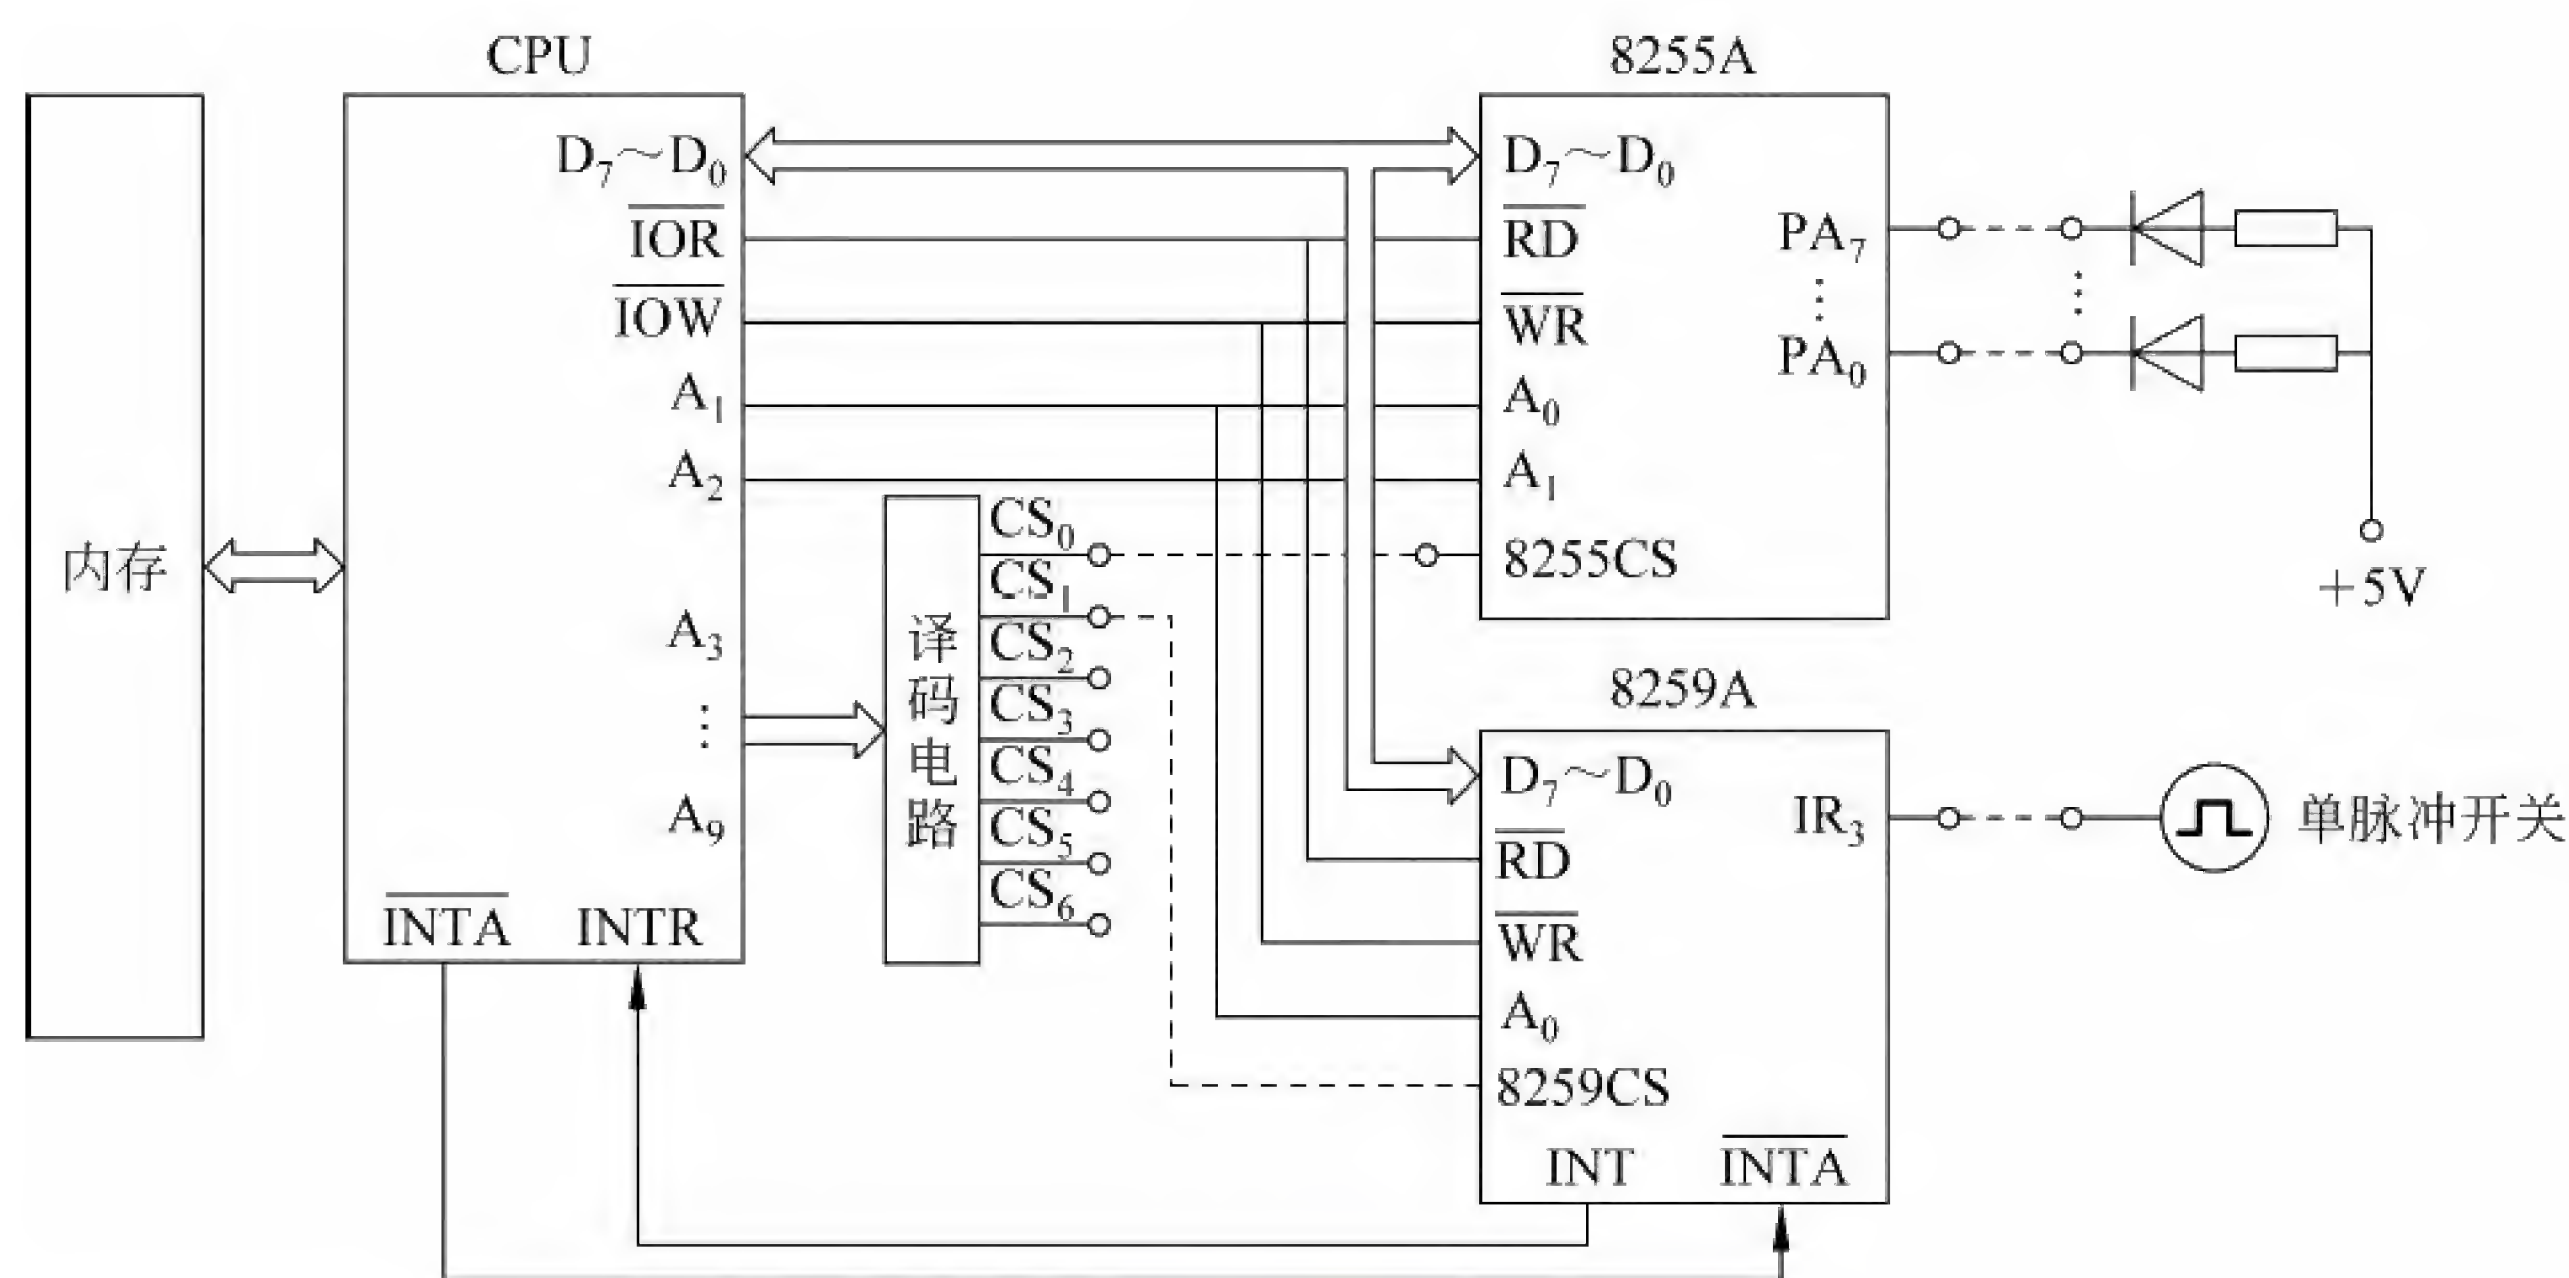 CPU
8255A
内存
D7～D0
IOR
IOW
A1
A2
A3
⋮
A9
INTA
INTR
译码电路
CS0
CS1
CS2
CS3
CS4
CS5
CS6
D7～D0
RD
WR
A0
A1
8255CS
PA7
⋮
PA0
⋮
+5V
8259A
D7～D0
RD
WR
A0
8259CS
INT
INTA
IR3
单脉冲开关